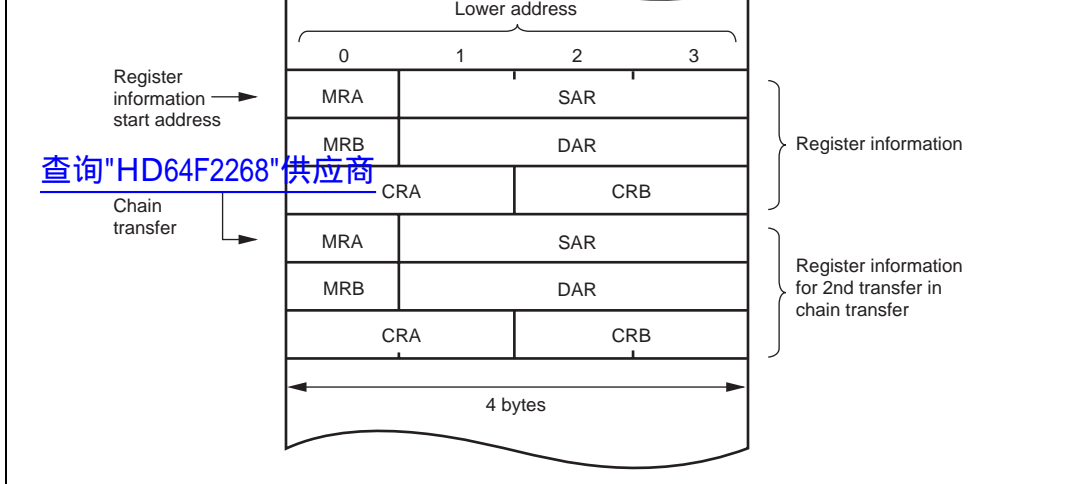 Lower address
0 1 2 3
Register
information
start address
MRA SAR
MRB DAR
Register information
查询"HD64F2268"供应商
CRA CRB
Chain
transfer
MRA SAR
MRB DAR
CRA CRB
Register information
for 2nd transfer in
chain transfer
4 bytes